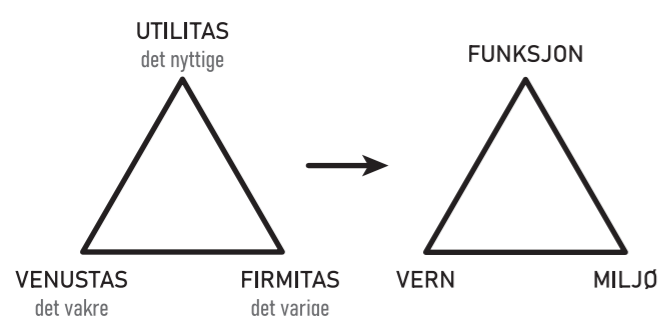 UTILITAS
det nyttige
FUNKSJON
VENUSTAS
det vakre
FIRMITAS
det varige
VERN
MILJØ